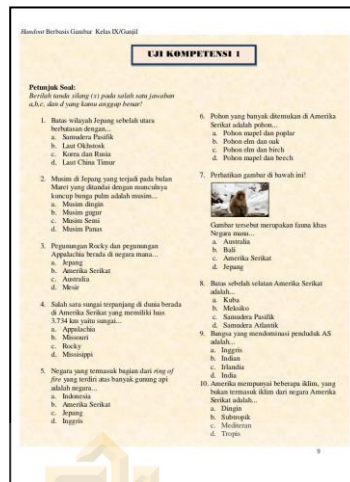 Handout Berbasis Gambar Kelas IX/Ganjil
UJI KOMPETENSI 1
Petunjuk Soal:
Berilah tanda silang (x) pada salah satu jawaban
a,b,c, dan d yang kamu anggap benar!
1. Batas wilayah Jepang sebelah utara
berbatasan dengan...
a. Samudera Pasifik
b. Laut Okhotosk
c. Korea dan Rusia
d. Laut China Timur
2. Musim di Jepang yang terjadi pada bulan
Maret yang ditandai dengan munculnya
kuncup bunga pulm adalah musim...
a. Musim dingin
b. Musim gugur
c. Musim Semi
d. Musim Panas
3. Pegunungan Rocky dan pegunungan
Appalachia berada di negara mana...
a. Jepang
b. Amerika Serikat
c. Australia
d. Mesir
4. Salah satu sungai terpanjang di dunia berada
di Amerika Serikat yang memiliki luas
3.734 km yaitu sungai...
a. Appalachia
b. Missouri
c. Rocky
d. Missisippi
5. Negara yang termasuk bagian dari ring of
fire yang terdiri atas banyak gunung api
adalah negara...
a. Indonesia
b. Amerika Serikat
c. Jepang
d. Inggris
6. Pohon yang banyak ditemukan di Amerika
Serikat adalah pohon...
a. Pohon mapel dan poplar
b. Pohon elm dan oak
c. Pohon elm dan birch
d. Pohon mapel dan beech
7. Perhatikan gambar di bawah ini!
Gambar tersebut merupakan fauna khas
Negara mana...
a. Australia
b. Bali
c. Amerika Serikat
d. Jepang
8. Batas sebelah selatan Amerika Serikat
adalah...
a. Kuba
b. Meksiko
c. Samudera Pasifik
d. Samudera Atlantik
9. Bangsa yang mendominasi penduduk AS
adalah...
a. Inggris
b. Indian
c. Irlandia
d. India
10. Amerika mempunyai beberapa iklim, yang
bukan termasuk iklim dari negara Amerika
Serikat adalah...
a. Dingin
b. Subtropik
c. Mediteran
d. Tropis